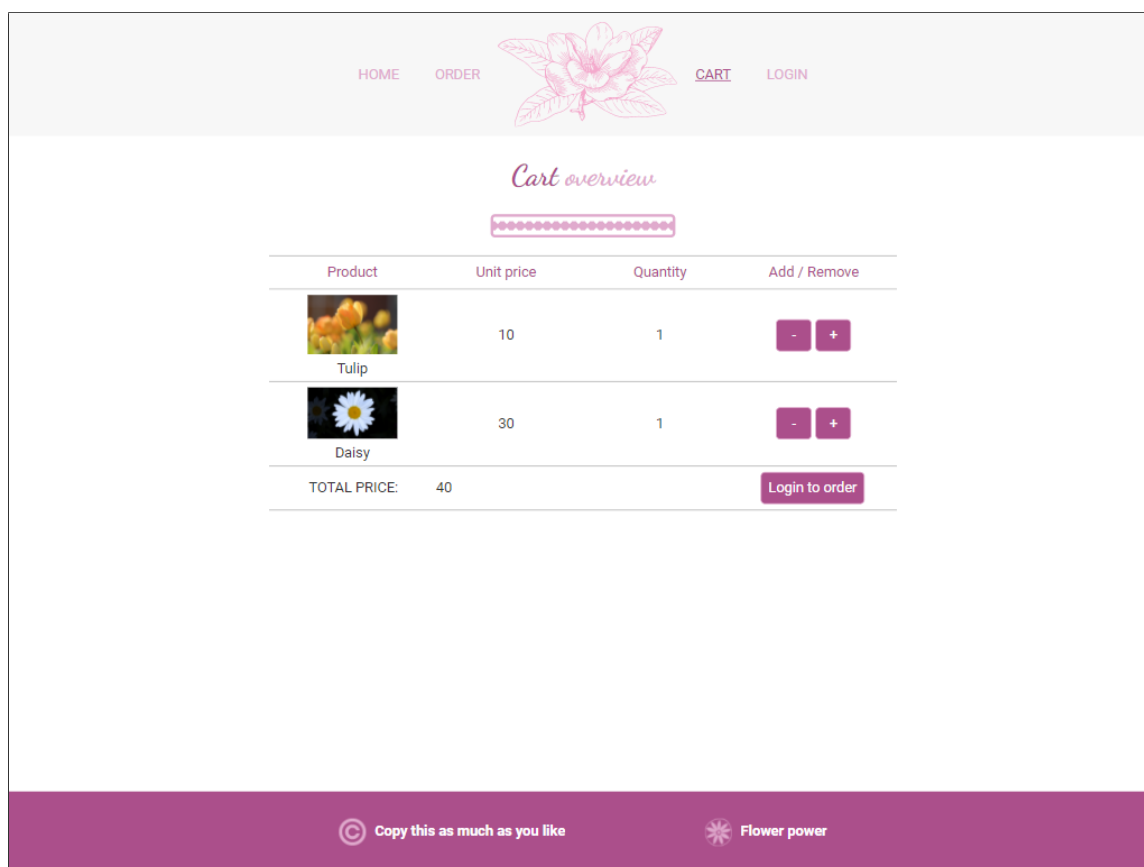 HOME ORDER CART LOGIN
Cart overview
Product Unit price Quantity Add / Remove
10 1 - +
Tulip
30 1 - +
Daisy
TOTAL PRICE: 40 Login to order
© Copy this as much as you like Flower power